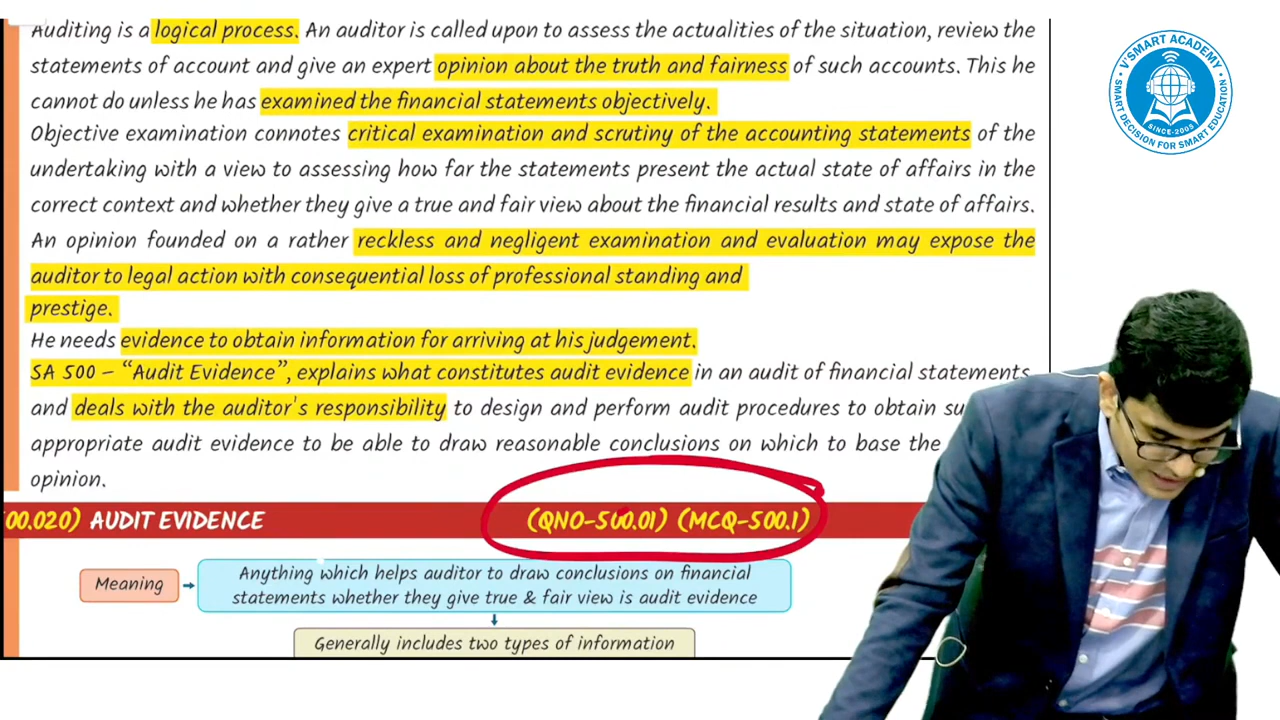 Auditing is a logical process. An auditor is called upon to assess the actualities of the situation, review the
statements of account and give an expert opinion about the truth and fairness of such accounts. This he
cannot do unless he has examined the financial statements objectively.
Objective examination connotes critical examination and scrutiny of the accounting statements of the
undertaking with a view to assessing how far the statements present the actual state of affairs in the
correct context and whether they give a true and fair view about the financial results and state of affairs.
An opinion founded on a rather reckless and negligent examination and evaluation may expose the
auditor to legal action with consequential loss of professional standing and
prestige.
He needs evidence to obtain information for arriving at his judgement.
SA 500 – “Audit Evidence”, explains what constitutes audit evidence in an audit of financial statements
and deals with the auditor's responsibility to design and perform audit procedures to obtain
appropriate audit evidence to be able to draw reasonable conclusions on which to base the
opinion.
00.020) AUDIT EVIDENCE (QNO-500.01) (MCQ-500.1)
Meaning
Anything which helps auditor to draw conclusions on financial
statements whether they give true & fair view is audit evidence
Generally includes two types of information
V'SMART ACADEMY
SINCE-2005
SMART DECISION FOR SMART EDUCATION